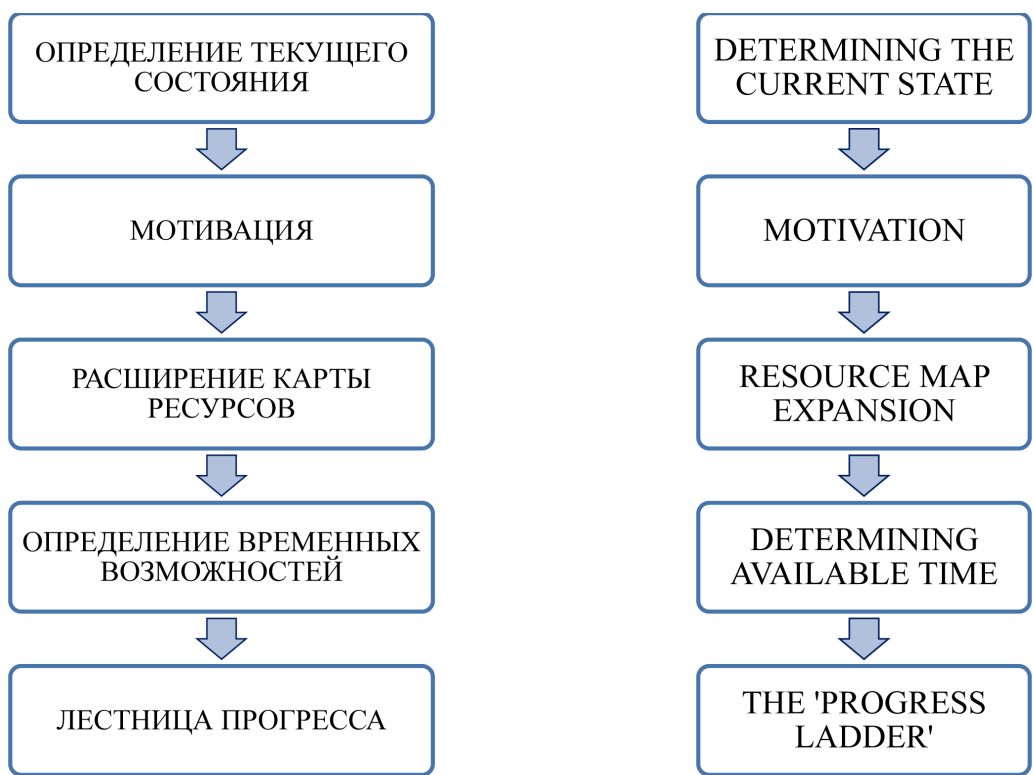 ОПРЕДЕЛЕНИЕ ТЕКУЩЕГО
СОСТОЯНИЯ
МОТИВАЦИЯ
РАСШИРЕНИЕ КАРТЫ
РЕСУРСОВ
ОПРЕДЕЛЕНИЕ ВРЕМЕННЫХ
ВОЗМОЖНОСТЕЙ
ЛЕСТНИЦА ПРОГРЕССА
DETERMINING THE
CURRENT STATE
MOTIVATION
RESOURCE MAP
EXPANSION
DETERMINING
AVAILABLE TIME
THE 'PROGRESS
LADDER'